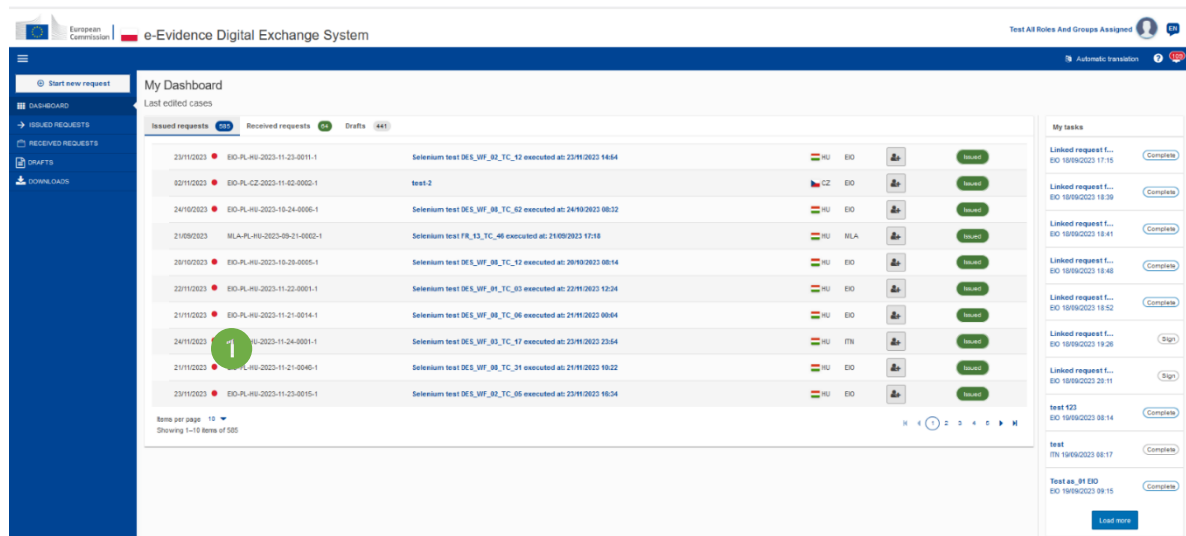 European Commission
e-Evidence Digital Exchange System
Test All Roles And Groups Assigned
EN
Automatic translation
Start new request
DASHBOARD
ISSUED REQUESTS
RECEIVED REQUESTS
DRAFTS
DOWNLOADS
My Dashboard
Last edited cases
Issued requests 585 Received requests 54 Drafts 441
23/11/2023 EIO-PL-HU-2023-11-23-0011-1 Selenium test DES_WF_02_TC_12 executed at: 23/11/2023 14:54 HU EIO Issued
02/11/2023 EIO-PL-CZ-2023-11-02-0002-1 test-2 CZ EIO Issued
24/10/2023 EIO-PL-HU-2023-10-24-0006-1 Selenium test DES_WF_08_TC_62 executed at: 24/10/2023 08:32 HU EIO Issued
21/09/2023 MLA-PL-HU-2023-09-21-0002-1 Selenium test FR_13_TC_46 executed at: 21/09/2023 17:18 HU MLA Issued
20/10/2023 EIO-PL-HU-2023-10-20-0005-1 Selenium test DES_WF_08_TC_12 executed at: 20/10/2023 08:14 HU EIO Issued
22/11/2023 EIO-PL-HU-2023-11-22-0001-1 Selenium test DES_WF_01_TC_03 executed at: 22/11/2023 12:24 HU EIO Issued
21/11/2023 EIO-PL-HU-2023-11-21-0014-1 Selenium test DES_WF_08_TC_06 executed at: 21/11/2023 00:04 HU EIO Issued
24/11/2023 1 U-2023-11-24-0001-1 Selenium test DES_WF_03_TC_17 executed at: 23/11/2023 23:54 HU ITN Issued
21/11/2023 PL-HU-2023-11-21-0046-1 Selenium test DES_WF_08_TC_31 executed at: 21/11/2023 10:22 HU EIO Issued
23/11/2023 EIO-PL-HU-2023-11-23-0015-1 Selenium test DES_WF_02_TC_05 executed at: 23/11/2023 16:34 HU EIO Issued
Items per page 10
Showing 1–10 items of 585
1 2 3 4 5
My tasks
Linked request f...
EIO 18/09/2023 17:15 Complete
Linked request f...
EIO 18/09/2023 18:39 Complete
Linked request f...
EIO 18/09/2023 18:41 Complete
Linked request f...
EIO 18/09/2023 18:48 Complete
Linked request f...
EIO 18/09/2023 18:52 Complete
Linked request f...
EIO 18/09/2023 19:26 Sign
Linked request f...
EIO 18/09/2023 20:11 Sign
test 123
EIO 19/09/2023 08:14 Complete
test
ITN 19/09/2023 08:17 Complete
Test as_01 EIO
EIO 19/09/2023 09:15 Complete
Load more